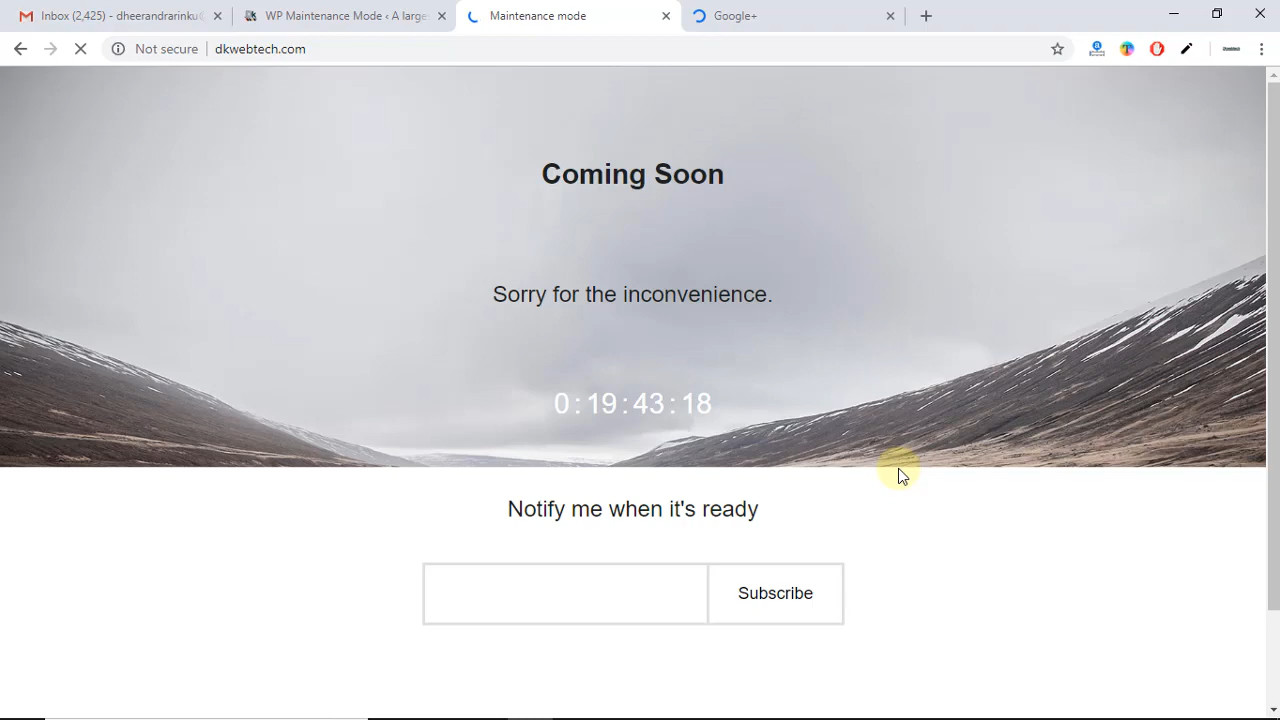 Inbox (2,425) - dheerandrarinku
WP Maintenance Mode ‹ A large
Maintenance mode
Google+
Not secure
dkwebtech.com
Coming Soon
Sorry for the inconvenience.
0:19:43:18
Notify me when it's ready
Subscribe